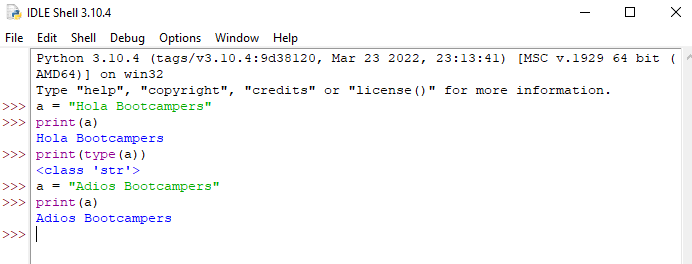 IDLE Shell 3.10.4
File Edit Shell Debug Options Window Help
Python 3.10.4 (tags/v3.10.4:9d38120, Mar 23 2022, 23:13:41) [MSC v.1929 64 bit (
AMD64)] on win32
Type "help", "copyright", "credits" or "license()" for more information.
>>> a = "Hola Bootcampers"
>>> print(a)
Hola Bootcampers
>>> print(type(a))
<class 'str'>
>>> a = "Adios Bootcampers"
>>> print(a)
Adios Bootcampers
>>>